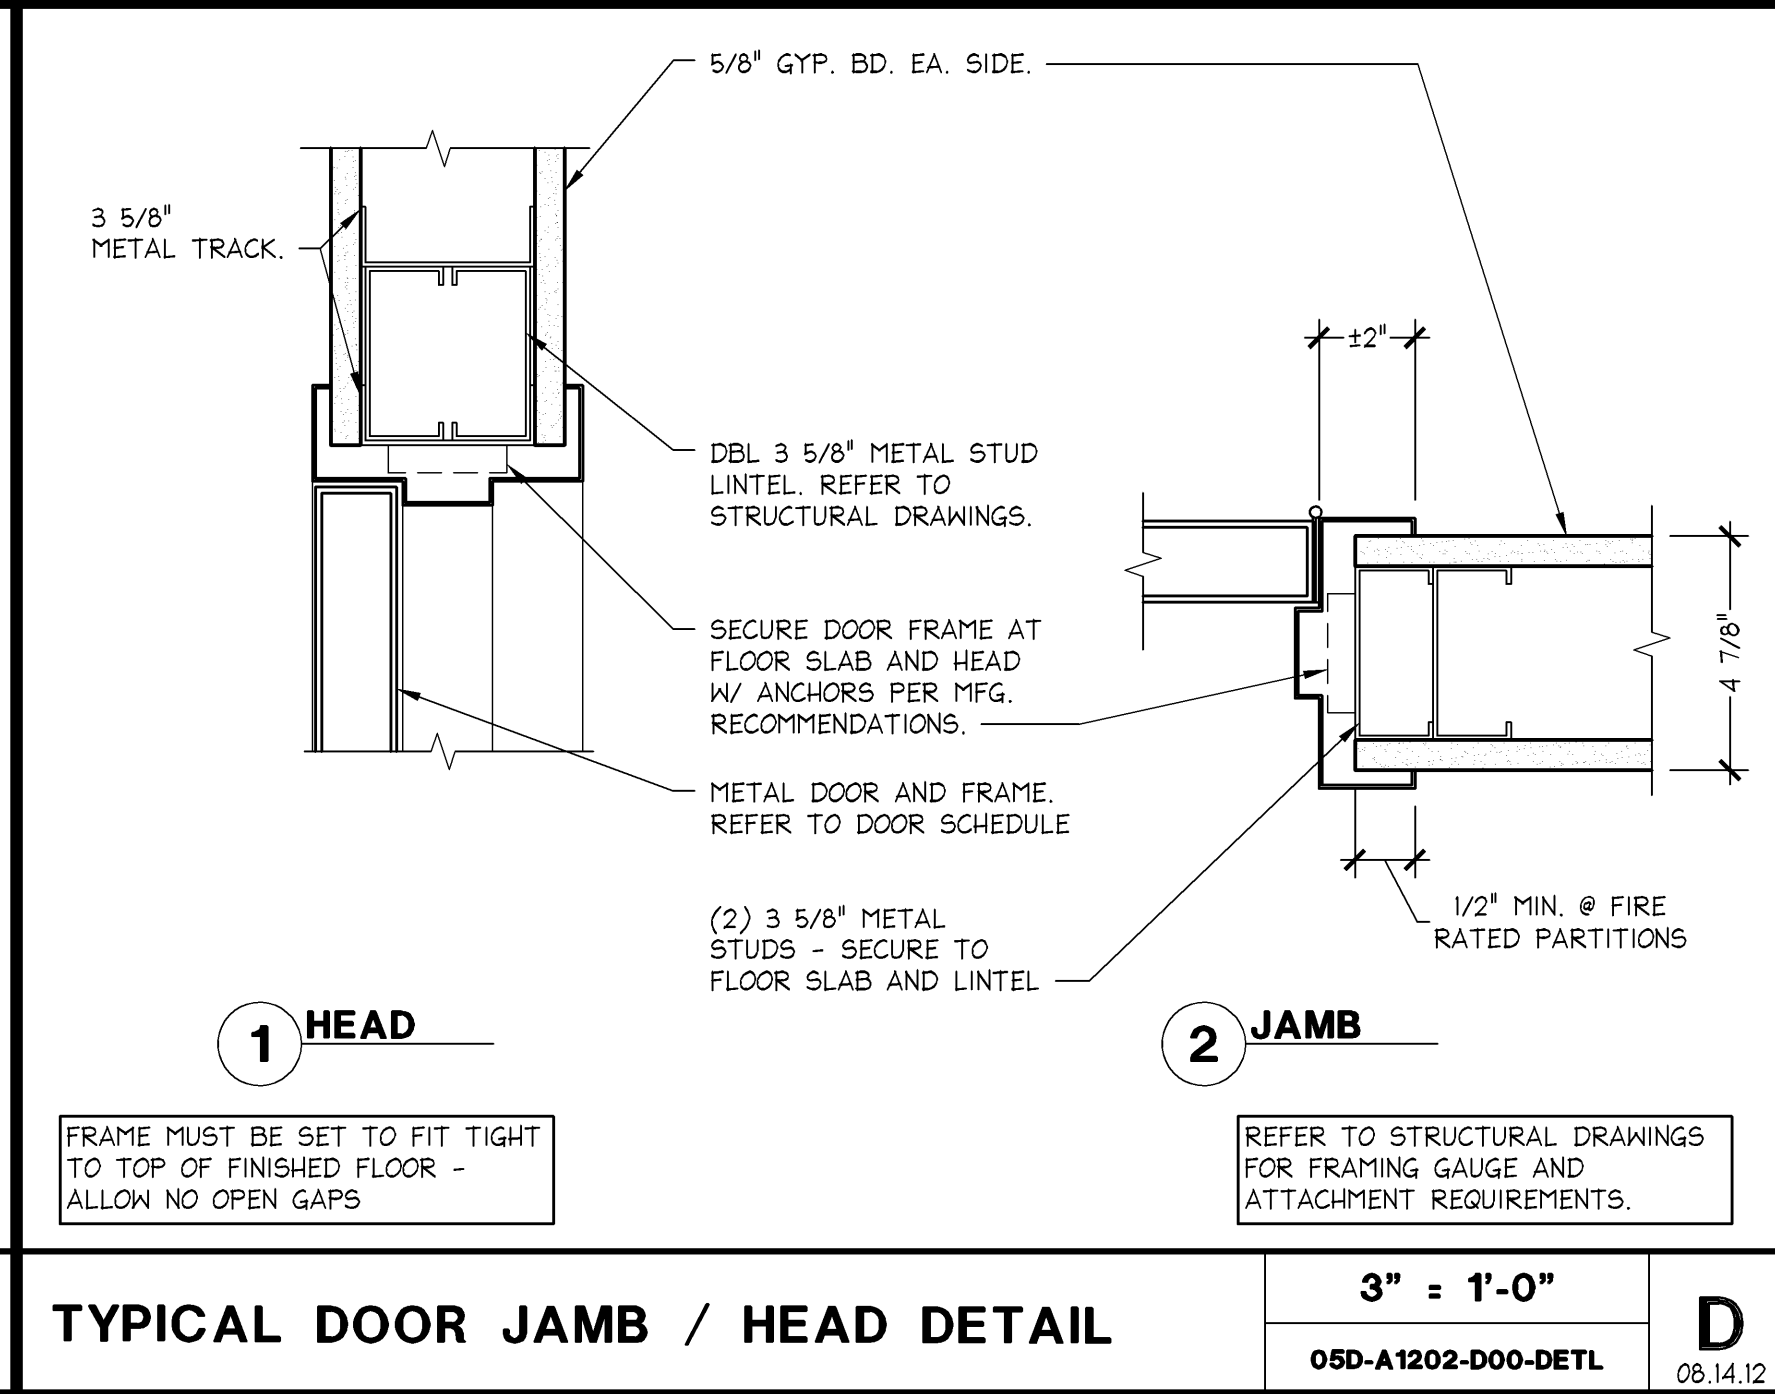 5/8" GYP. BD. EA. SIDE.
3 5/8"
METAL TRACK.
±2"
DBL 3 5/8" METAL STUD
LINTEL. REFER TO
STRUCTURAL DRAWINGS.
4 7/8"
SECURE DOOR FRAME AT
FLOOR SLAB AND HEAD
W/ ANCHORS PER MFG.
RECOMMENDATIONS.
METAL DOOR AND FRAME.
REFER TO DOOR SCHEDULE
(2) 3 5/8" METAL
STUDS - SECURE TO
FLOOR SLAB AND LINTEL
1/2" MIN. @ FIRE
RATED PARTITIONS
1 HEAD
2 JAMB
FRAME MUST BE SET TO FIT TIGHT
TO TOP OF FINISHED FLOOR -
ALLOW NO OPEN GAPS
REFER TO STRUCTURAL DRAWINGS
FOR FRAMING GAUGE AND
ATTACHMENT REQUIREMENTS.
TYPICAL DOOR JAMB / HEAD DETAIL
3" = 1'-0"
05D-A1202-D00-DETL
D
08.14.12